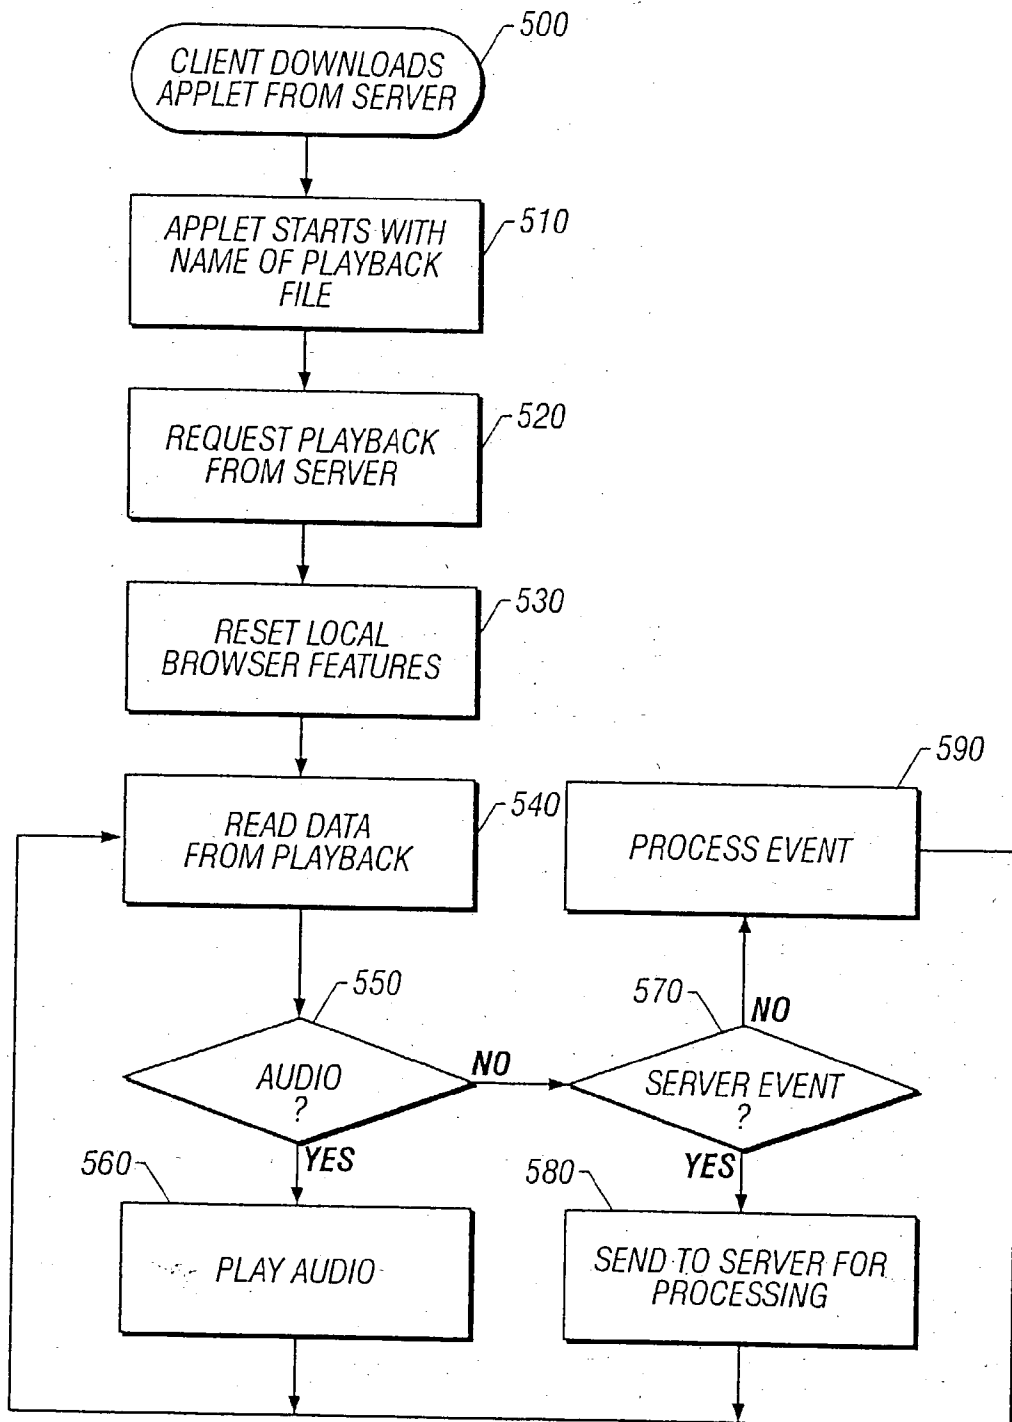 500
CLIENT DOWNLOADS
APPLET FROM SERVER
510
APPLET STARTS WITH
NAME OF PLAYBACK
FILE
520
REQUEST PLAYBACK
FROM SERVER
530
RESET LOCAL
BROWSER FEATURES
540
READ DATA
FROM PLAYBACK
590
PROCESS EVENT
550
AUDIO
?
NO
YES
570
NO
SERVER EVENT
?
YES
560
PLAY AUDIO
580
SEND TO SERVER FOR
PROCESSING